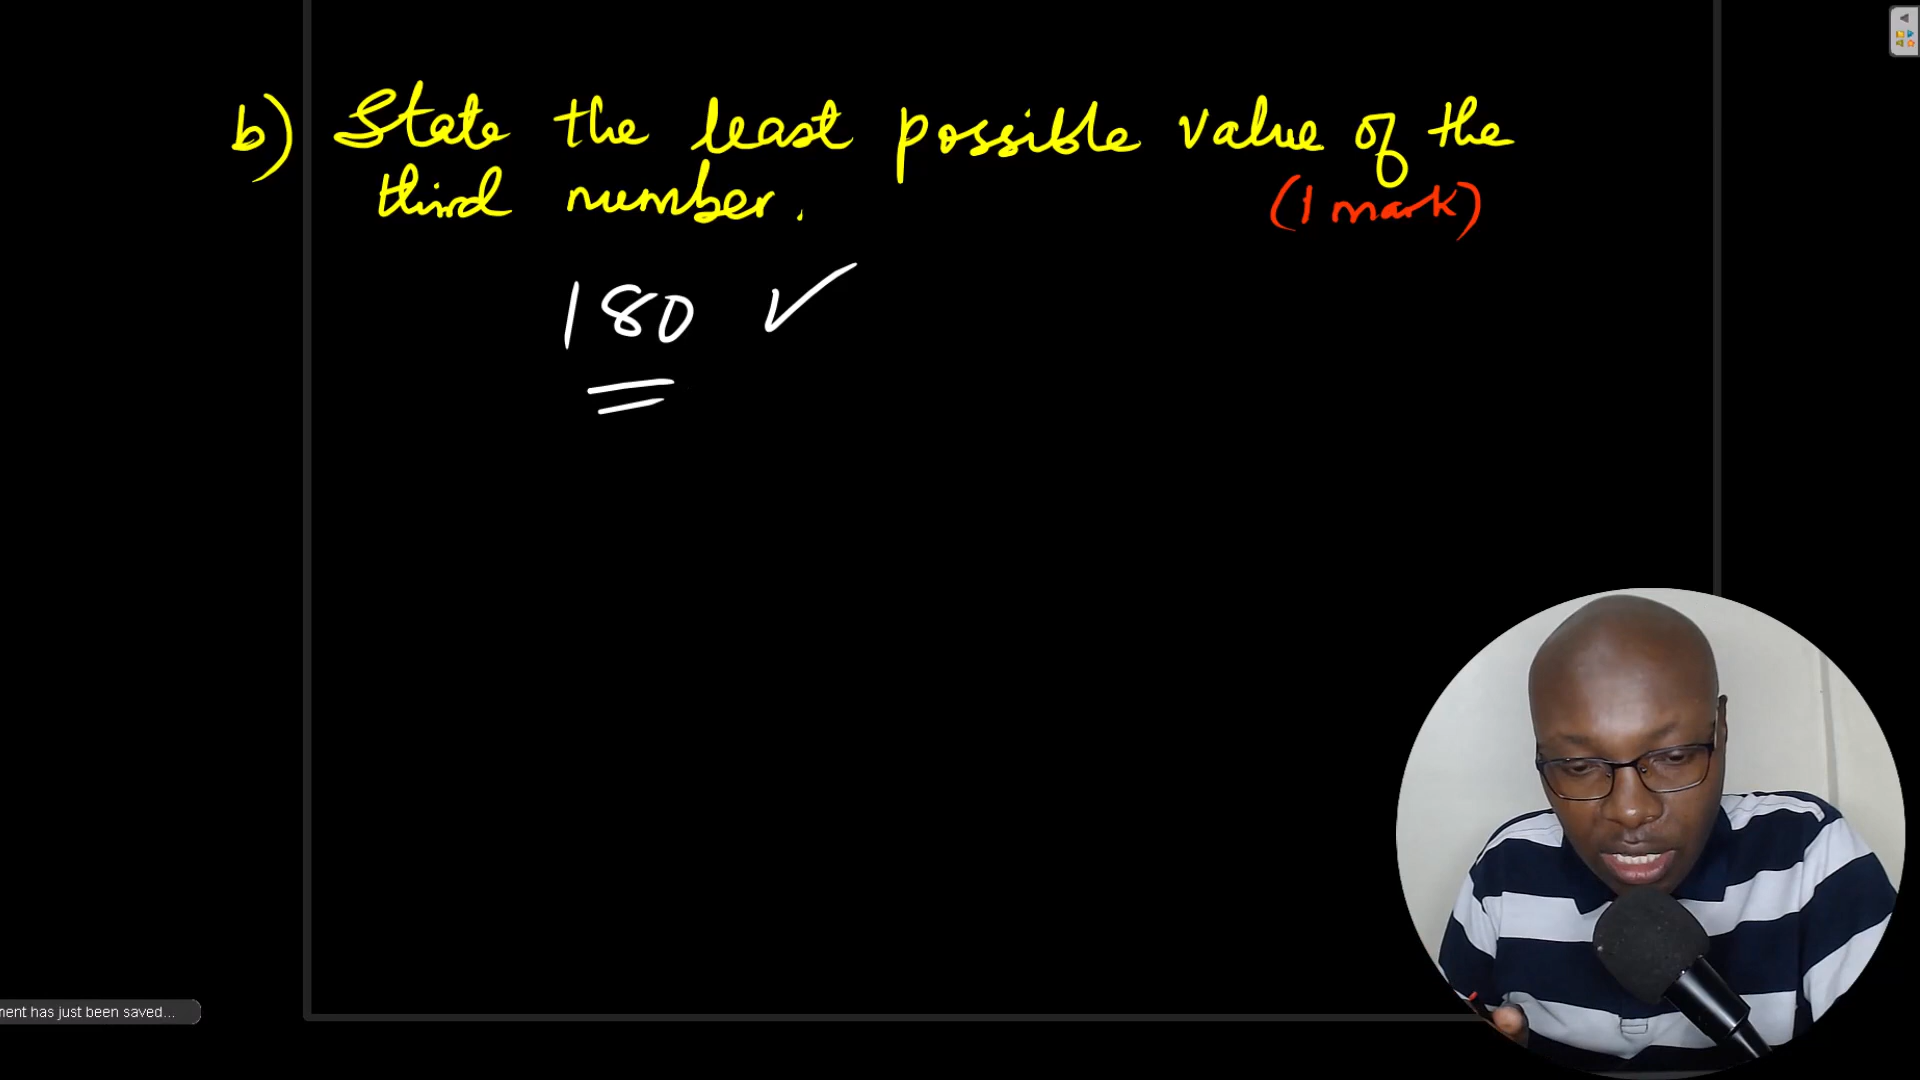 b) State the least possible value of the
third number.
(1 mark)
180 ✓
ment has just been saved...